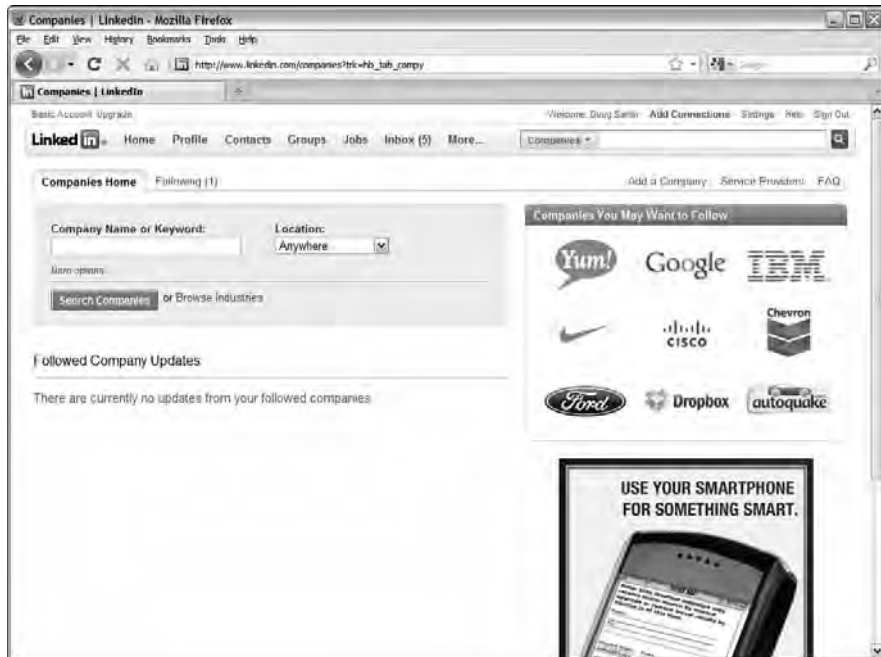 Companies | LinkedIn - Mozilla Firefox
File Edit View History Bookmarks Tools Help
http://www.linkedin.com/companies?trk=hb_tab_compy
Companies | LinkedIn
Basic Account Upgrade Welcome, Doug Add Connections Settings Help Sign Out
Linked in Home Profile Contacts Groups Jobs Inbox (5) More... Companies
Companies Home Following (1) Add a Company Service Providers FAQ
Company Name or Keyword: Location:
Anywhere
More options
Search Companies or Browse Industries
Followed Company Updates
There are currently no updates from your followed companies
Companies You May Want to Follow
Yum! Google IBM
CISCO Chevron
Ford Dropbox autoquake
USE YOUR SMARTPHONE
FOR SOMETHING SMART.